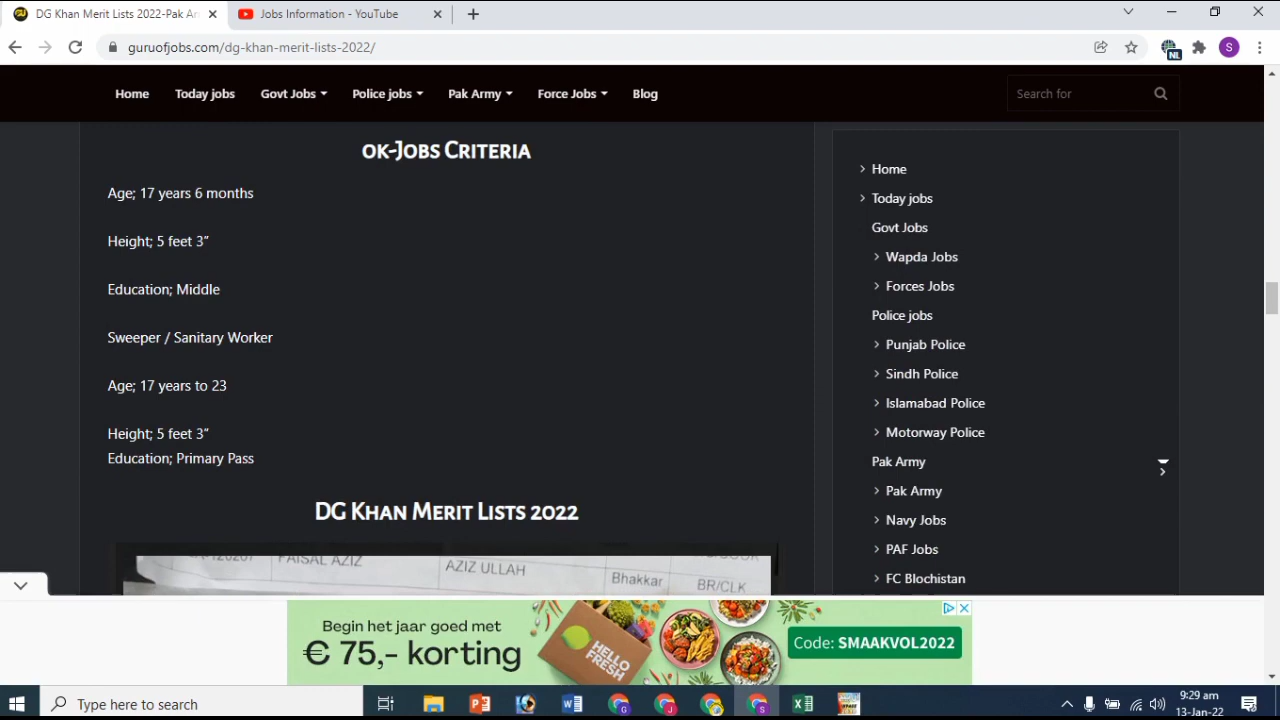 DG Khan Merit Lists 2022-Pak Ar
Jobs Information - YouTube
guruofjobs.com/dg-khan-merit-lists-2022/
NL
S
Home
Today jobs
Govt Jobs
Police jobs
Pak Army
Force Jobs
Blog
Search for
OK-JOBS CRITERIA
Age; 17 years 6 months
Height; 5 feet 3”
Education; Middle
Sweeper / Sanitary Worker
Age; 17 years to 23
Height; 5 feet 3”
Education; Primary Pass
DG KHAN MERIT LISTS 2022
FAISAL AZIZ
AZIZ ULLAH
Bhakkar
BR/CLK
Home
Today jobs
Govt Jobs
Wapda Jobs
Forces Jobs
Police jobs
Punjab Police
Sindh Police
Islamabad Police
Motorway Police
Pak Army
Pak Army
Navy Jobs
PAF Jobs
FC Blochistan
Begin het jaar goed met
€ 75,- korting
HELLO
FRESH
Code: SMAAKVOL2022
Type here to search
9:29 am
13-Jan-22